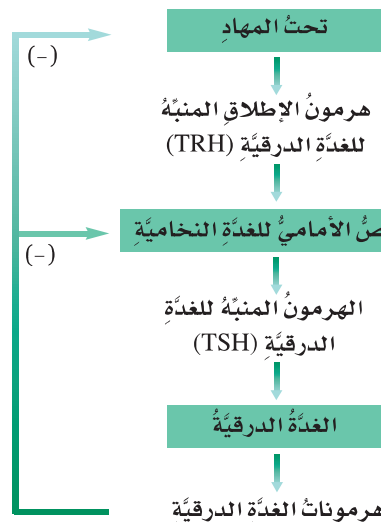 تحتُ المهادِ
(–)
هرمونُ الإطلاقِ المنبِّهُ
للغدَّةِ الدرقيَّةِ (TRH)
الأماميُّ للغدةِ النخاميَّةِ
(–)
الهرمونُ المنبِّهُ للغدَّةِ
الدرقيَّةِ (TSH)
الغدَّةُ الدرقيَّةُ
هرموناتُ الغدَّة الدرقيَّةِ